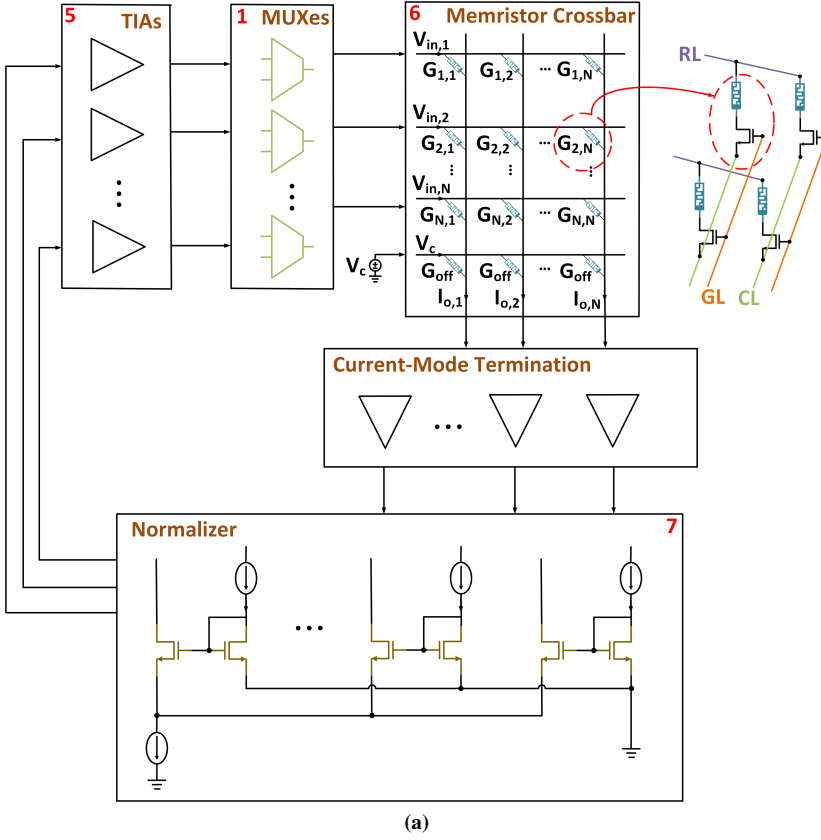 5 TIAs
1 MUXes
6 Memristor Crossbar
V_in,1
G_1,1 G_1,2 ... G_1,N
V_in,2
G_2,1 G_2,2 ... G_2,N
V_in,N
G_N,1 G_N,2 ... G_N,N
V_c
V_c
G_off G_off ... G_off
I_o,1 I_o,2 I_o,N
RL
GL CL
Current-Mode Termination
Normalizer 7
(a)